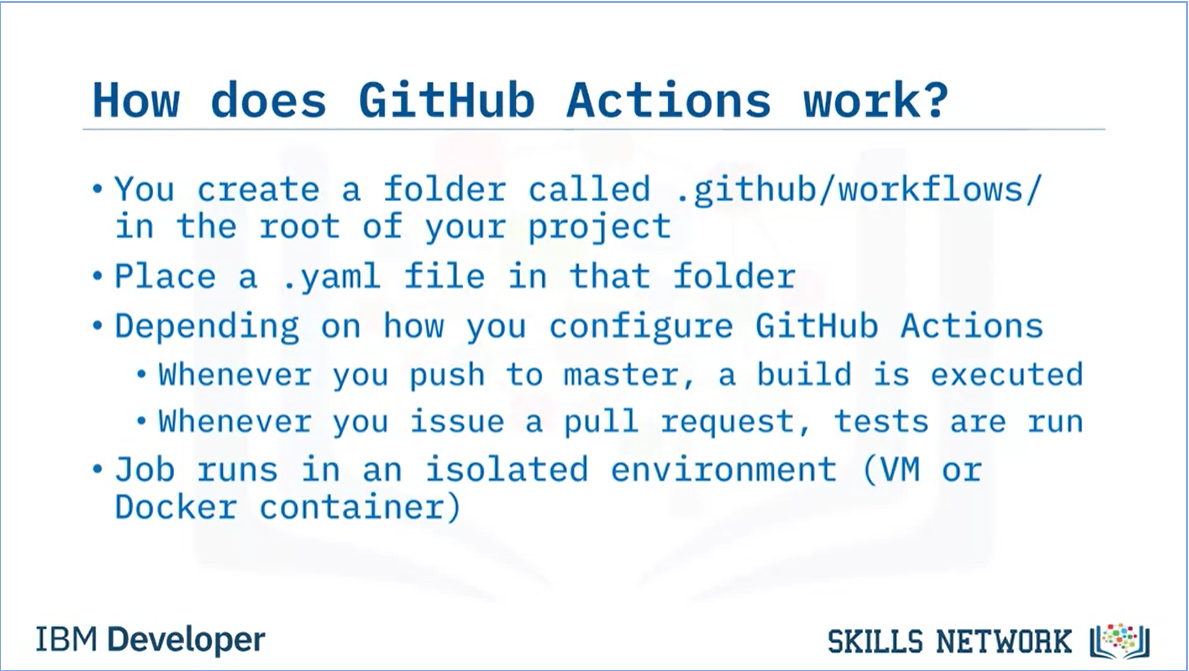 How does GitHub Actions work?
• You create a folder called .github/workflows/
in the root of your project
• Place a .yaml file in that folder
• Depending on how you configure GitHub Actions
• Whenever you push to master, a build is executed
• Whenever you issue a pull request, tests are run
• Job runs in an isolated environment (VM or
Docker container)
IBM Developer
SKILLS NETWORK